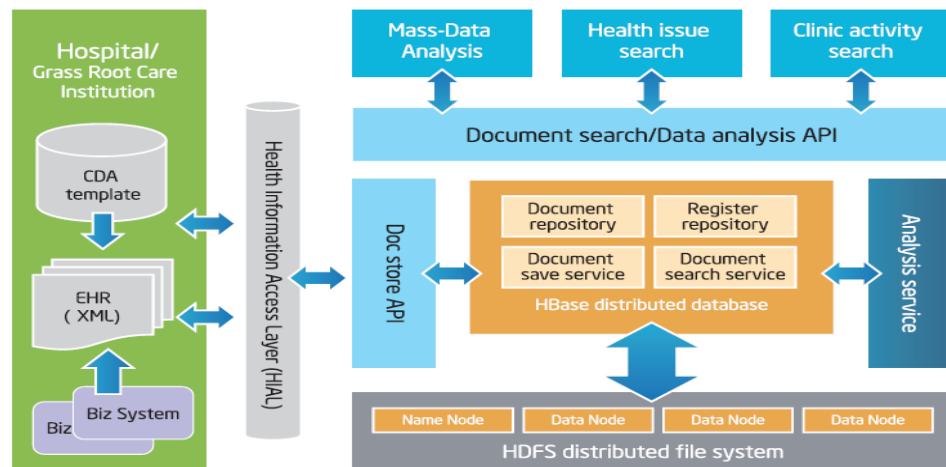 Hospital/
Grass Root Care
Institution
CDA
template
EHR
( XML)
Biz System
Biz
Health Information Access Layer (HIAL)
Mass-Data
Analysis
Health issue
search
Clinic activity
search
Document search/Data analysis API
Doc store API
Document
repository
Register
repository
Document
save service
Document
search service
HBase distributed database
Analysis service
Name Node
Data Node
Data Node
Data Node
HDFS distributed file system